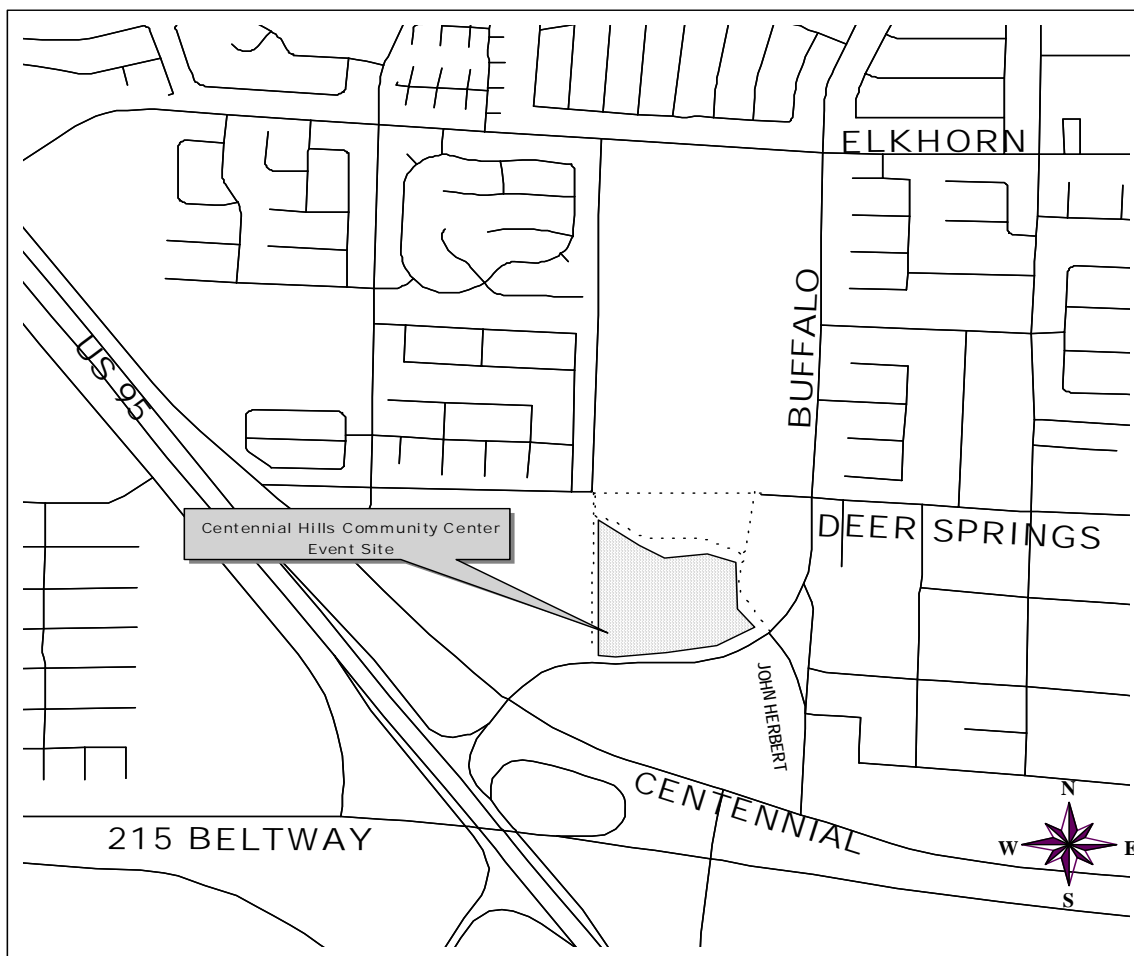 ELKHORN
BUFFALO
US 95
Centennial Hills Community Center
Event Site
DEER SPRINGS
JOHN HERBERT
CENTENNIAL
215 BELTWAY
N
W E
S